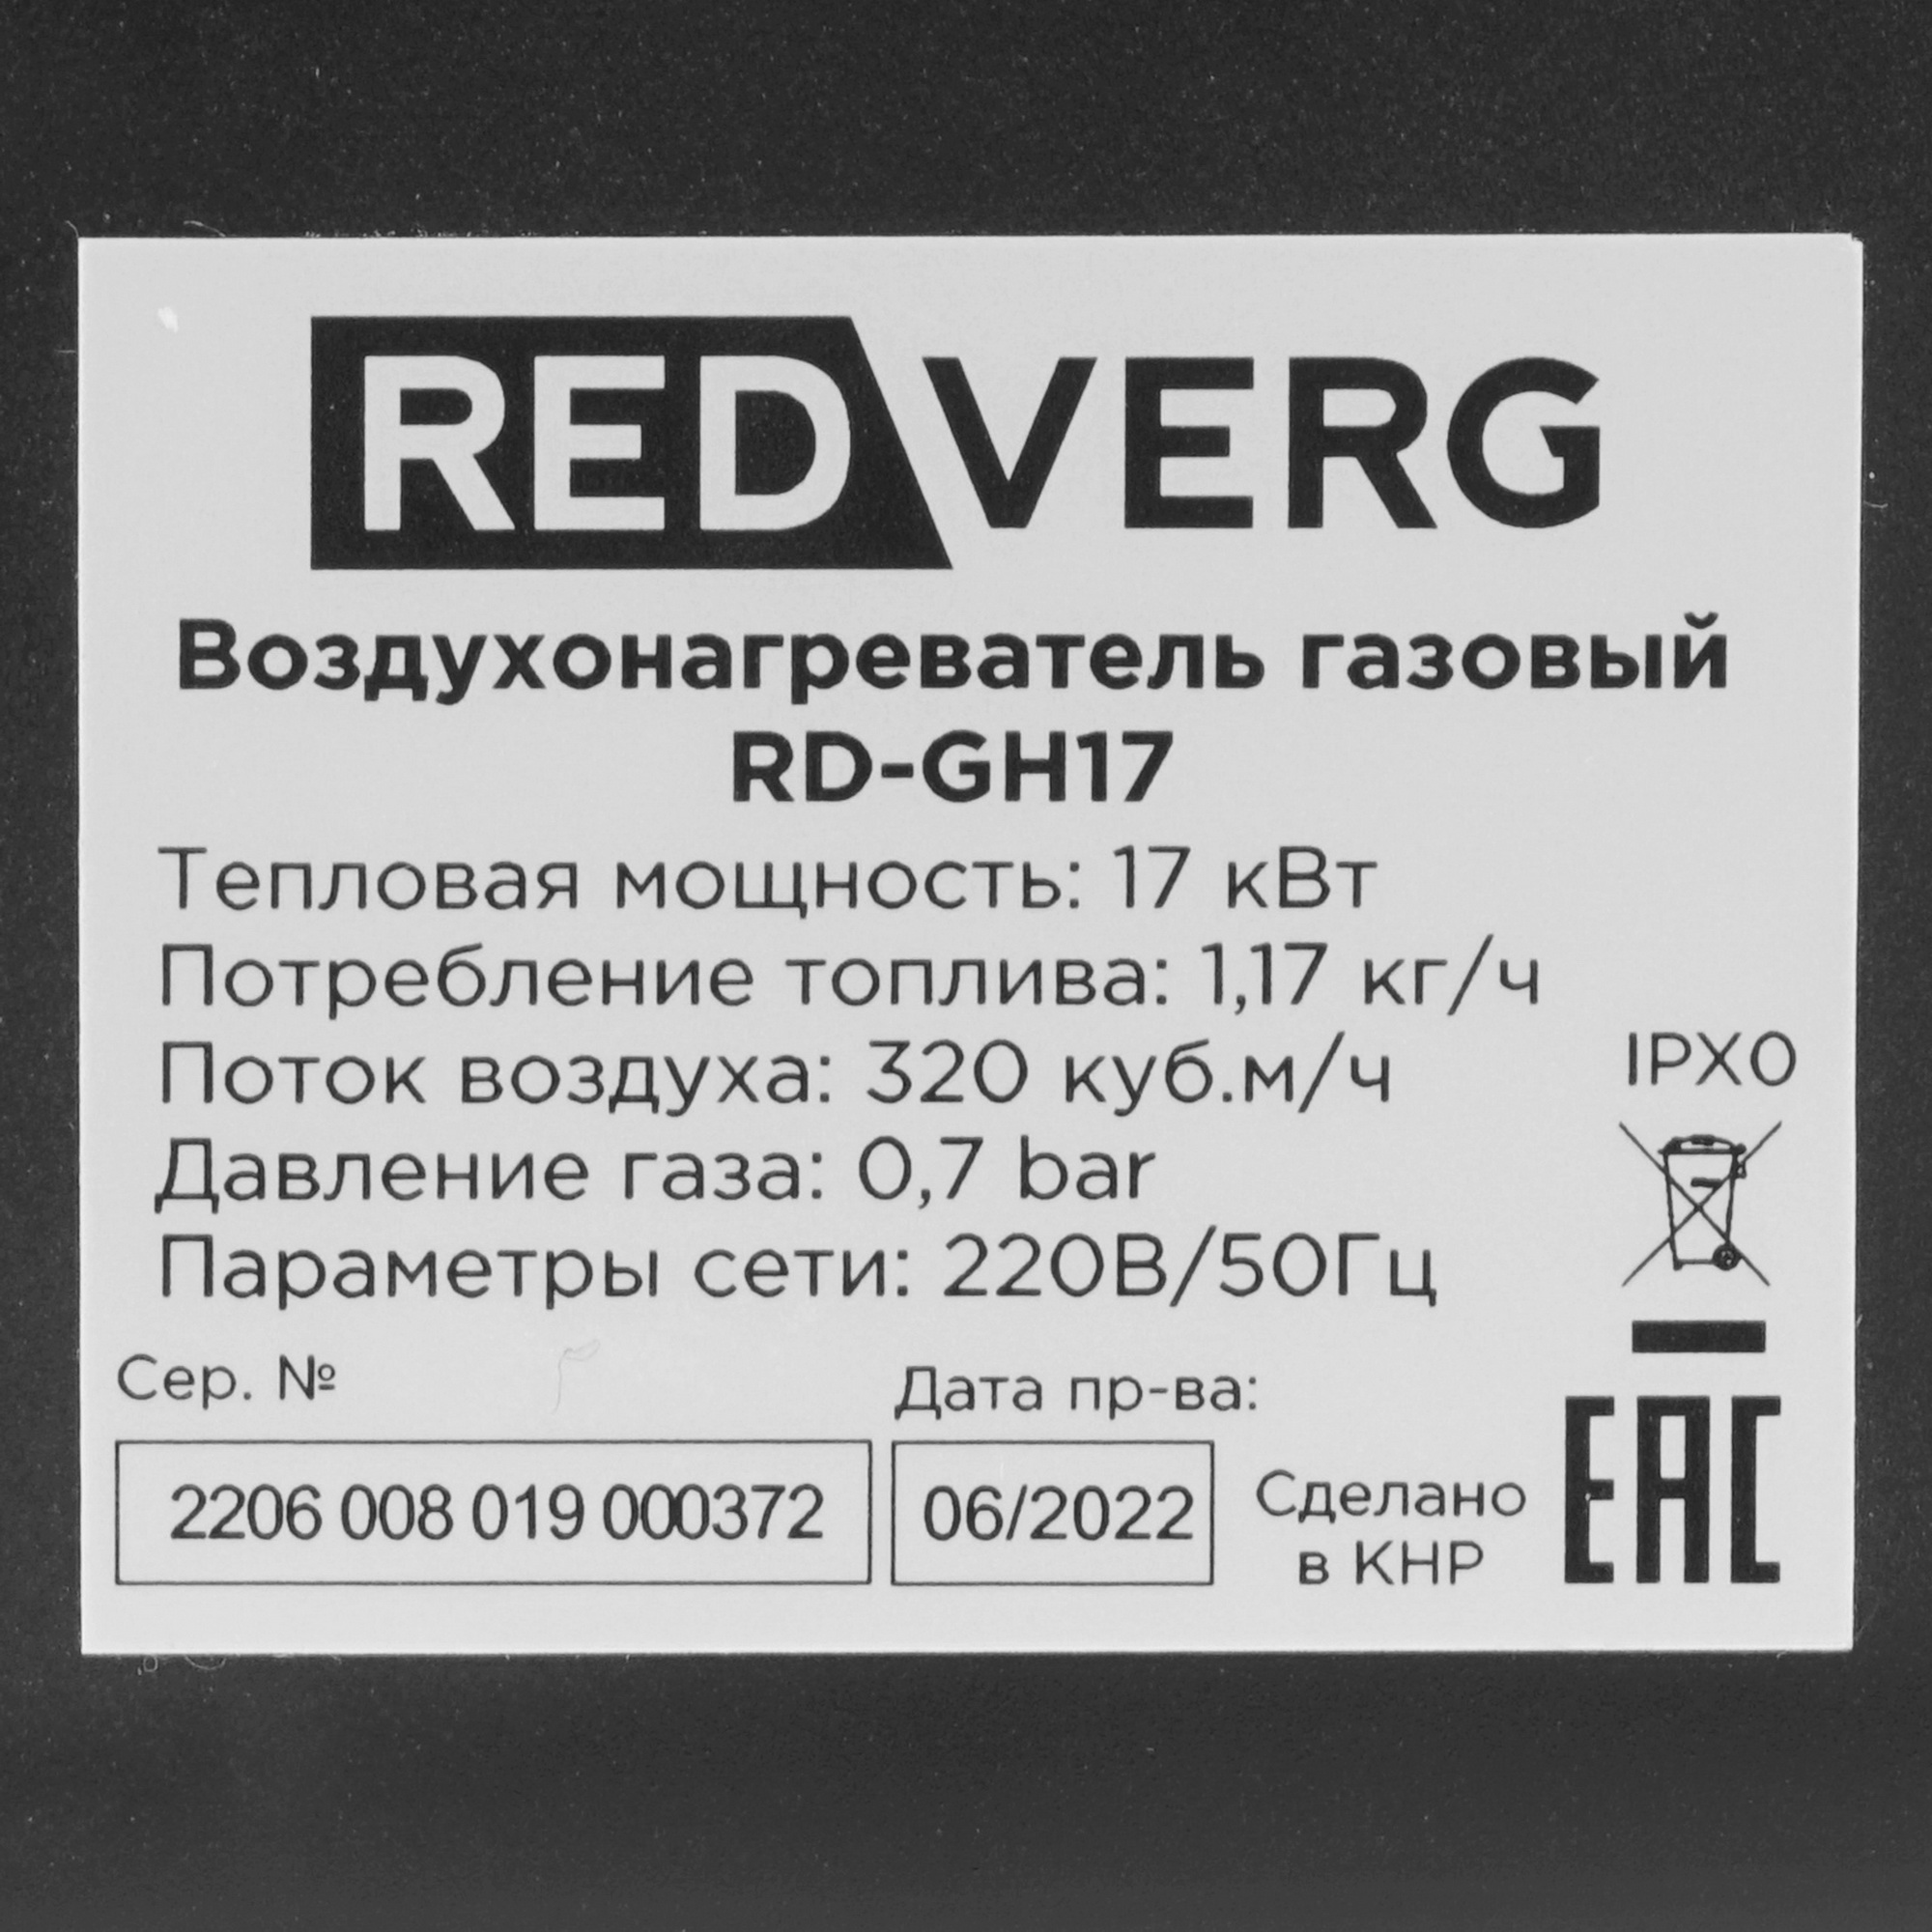 REDVERG
Воздухонагреватель газовый
RD-GH17
Тепловая мощность: 17 кВт
Потребление топлива: 1,17 кг/ч
Поток воздуха: 320 куб.м/ч
IPX0
Давление газа: 0,7 bar
Параметры сети: 220В/50Гц
Сер. №
Дата пр-ва:
2206 008 019 000372
06/2022
Сделано
в КНР
EAC